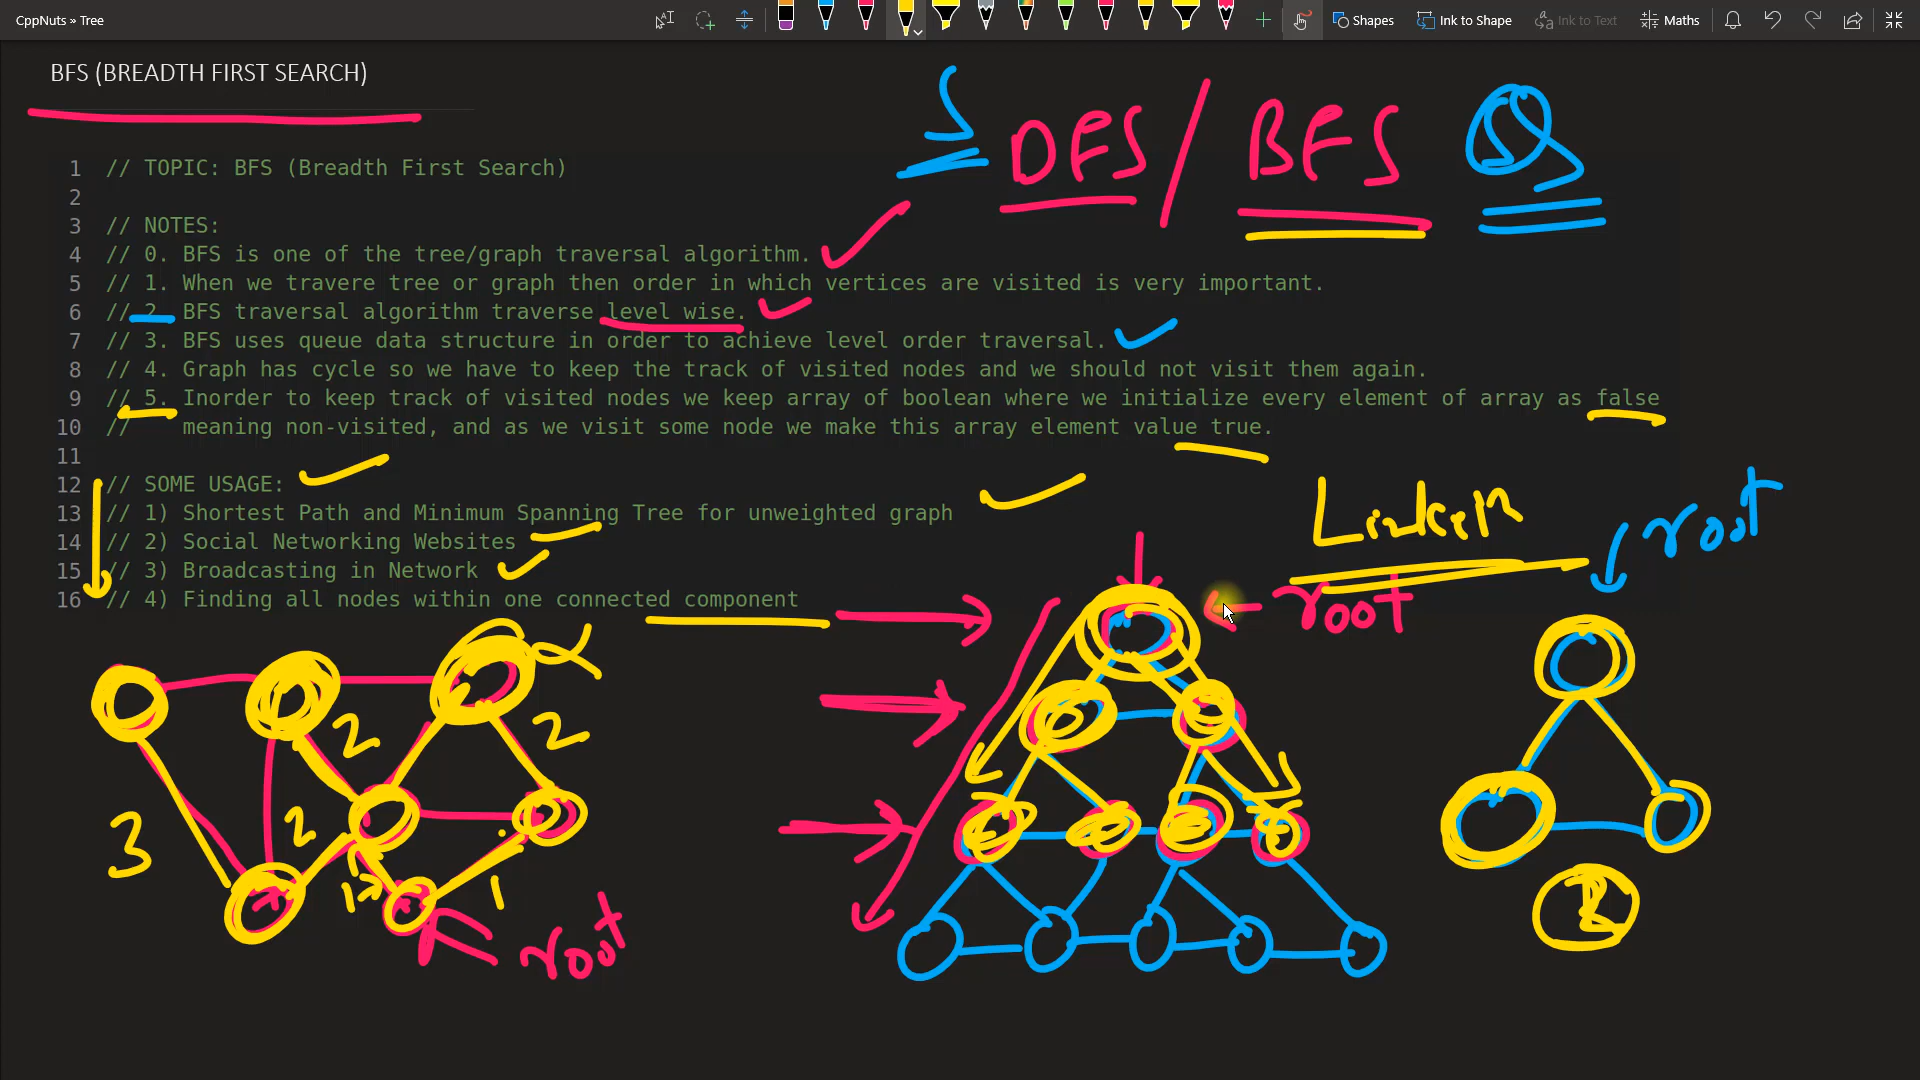 CppNuts » Tree
Shapes
Ink to Shape
Ink to Text
Maths
BFS (BREADTH FIRST SEARCH)
S DFS / BFS Q
1 // TOPIC: BFS (Breadth First Search)
2
3 // NOTES:
4 // 0. BFS is one of the tree/graph traversal algorithm.
5 // 1. When we travere tree or graph then order in which vertices are visited is very important.
6 // 2. BFS traversal algorithm traverse level wise.
7 // 3. BFS uses queue data structure in order to achieve level order traversal.
8 // 4. Graph has cycle so we have to keep the track of visited nodes and we should not visit them again.
9 // 5. Inorder to keep track of visited nodes we keep array of boolean where we initialize every element of array as false
10 // meaning non-visited, and as we visit some node we make this array element value true.
11
12 // SOME USAGE:
13 // 1) Shortest Path and Minimum Spanning Tree for unweighted graph
14 // 2) Social Networking Websites
15 // 3) Broadcasting in Network
16 // 4) Finding all nodes within one connected component
LinkeIn
root
root
2
2
3
2
1
1
root